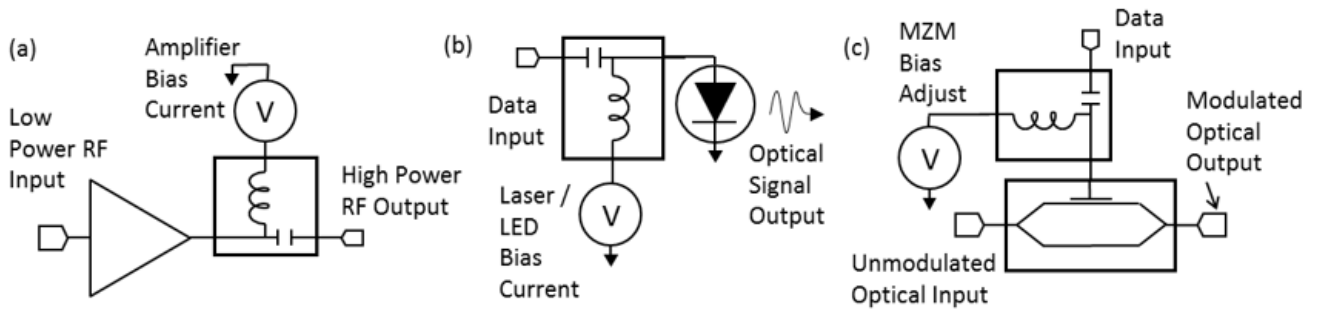 (a)
Amplifier
Bias
Current
V
Low
Power RF
Input
High Power
RF Output
(b)
Data
Input
Laser /
LED
Bias
Current
V
Optical
Signal
Output
(c)
MZM
Bias
Adjust
V
Data
Input
Modulated
Optical
Output
Unmodulated
Optical Input